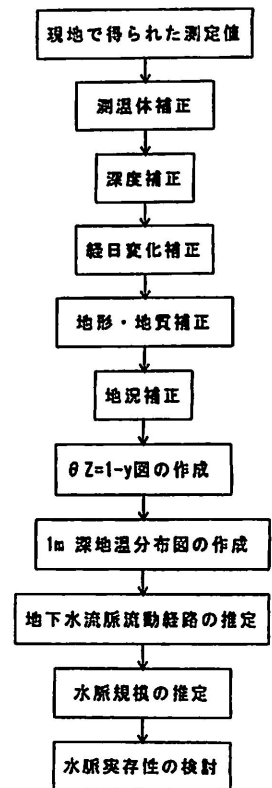 現地で得られた測定値
測温体補正
深度補正
経日変化補正
地形・地質補正
地況補正
θZ=1-y図の作成
1m 深地温分布図の作成
地下水流脈流動経路の推定
水脈規模の推定
水脈実存性の検討